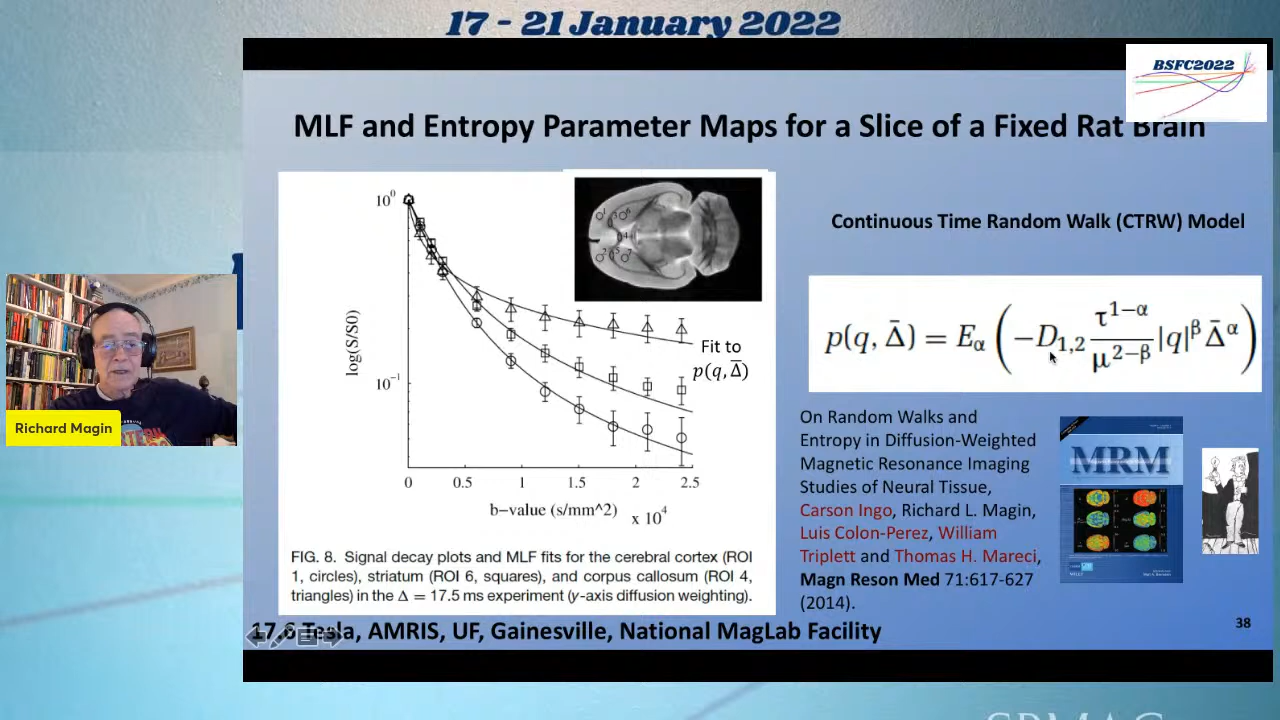 17 - 21 January 2022
BSFC2022
MLF and Entropy Parameter Maps for a Slice of a Fixed Rat Brain
10⁰
10⁻¹
log(S/S0)
0 0.5 1 1.5 2 2.5
b-value (s/mm^2) x 10⁴
Fit to
p(q, Δ̄)
FIG. 8. Signal decay plots and MLF fits for the cerebral cortex (ROI
1, circles), striatum (ROI 6, squares), and corpus callosum (ROI 4,
triangles) in the Δ = 17.5 ms experiment (y-axis diffusion weighting).
Continuous Time Random Walk (CTRW) Model
p(q, Δ̄) = Eα (−D1,2 τ^1−α / μ^2−β |q|^β Δ̄^α)
On Random Walks and
Entropy in Diffusion-Weighted
Magnetic Resonance Imaging
Studies of Neural Tissue,
Carson Ingo, Richard L. Magin,
Luis Colon-Perez, William
Triplett and Thomas H. Mareci,
Magn Reson Med 71:617-627
(2014).
MRM
17.6 Tesla, AMRIS, UF, Gainesville, National MagLab Facility
38
Richard Magin